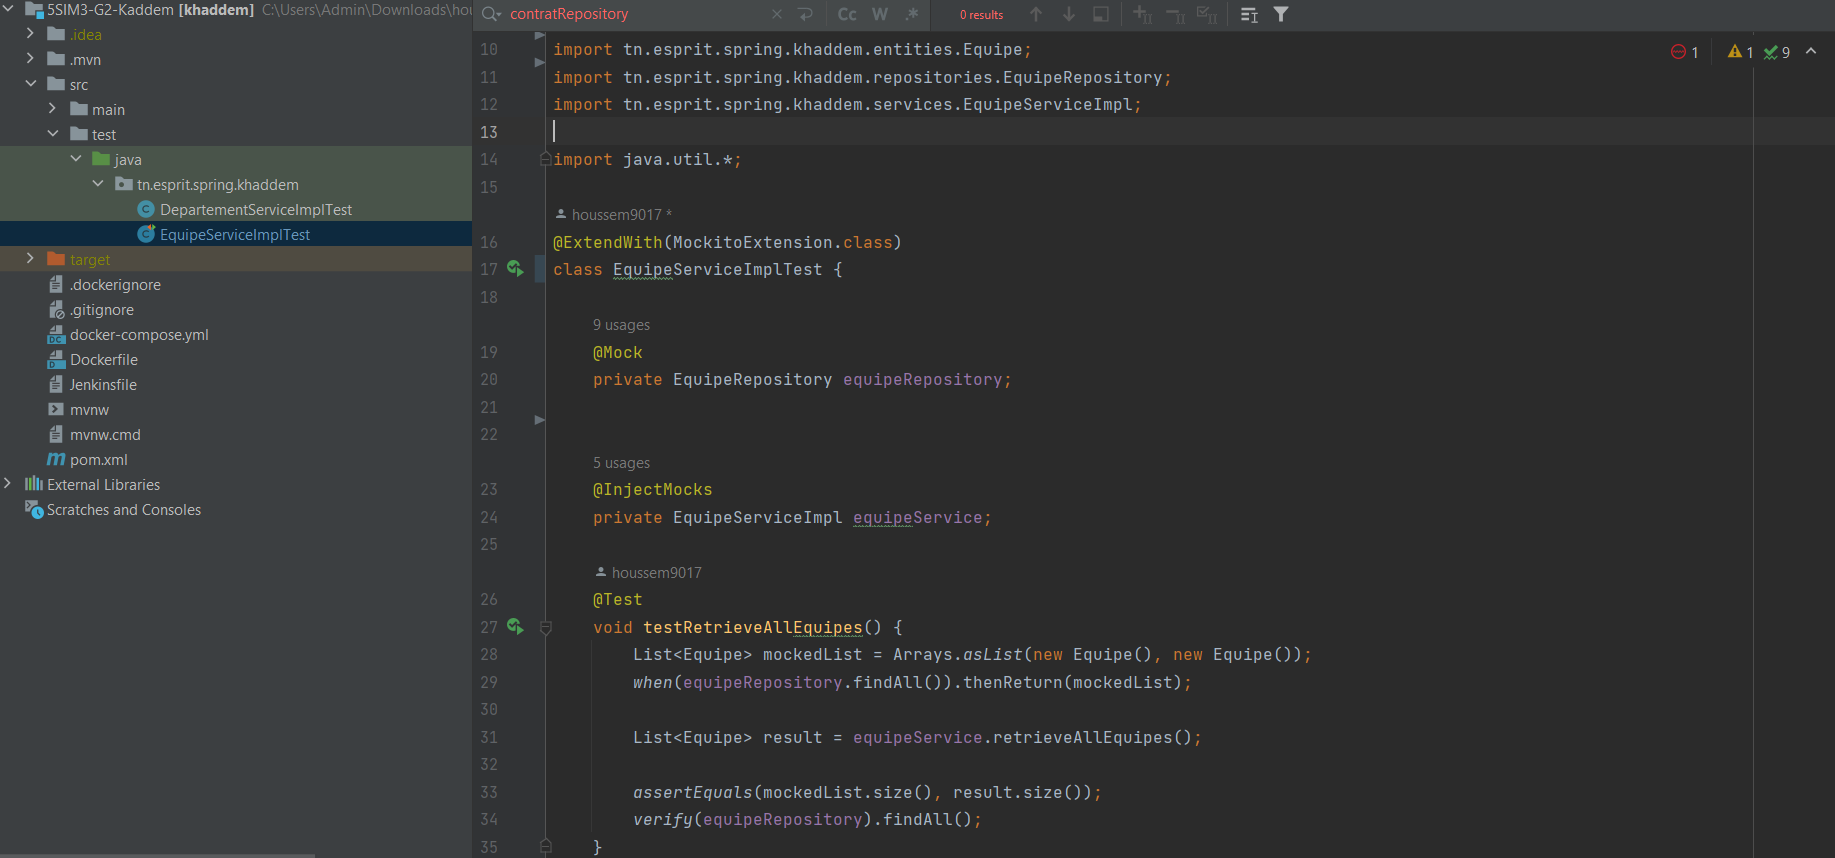 5SIM3-G2-Kaddem [khaddem] C:\Users\Admin\Downloads\hou
.idea
.mvn
src
main
test
java
tn.esprit.spring.khaddem
DepartementServiceImplTest
EquipeServiceImplTest
target
.dockerignore
.gitignore
docker-compose.yml
Dockerfile
Jenkinsfile
mvnw
mvnw.cmd
pom.xml
External Libraries
Scratches and Consoles
contratRepository Cc W .* 0 results
1 1 9
10 import tn.esprit.spring.khaddem.entities.Equipe;
11 import tn.esprit.spring.khaddem.repositories.EquipeRepository;
12 import tn.esprit.spring.khaddem.services.EquipeServiceImpl;
13
14 import java.util.*;
15
houssem9017 *
16 @ExtendWith(MockitoExtension.class)
17 class EquipeServiceImplTest {
18
9 usages
19 @Mock
20 private EquipeRepository equipeRepository;
21
22
5 usages
23 @InjectMocks
24 private EquipeServiceImpl equipeService;
25
houssem9017
26 @Test
27 void testRetrieveAllEquipes() {
28 List<Equipe> mockedList = Arrays.asList(new Equipe(), new Equipe());
29 when(equipeRepository.findAll()).thenReturn(mockedList);
30
31 List<Equipe> result = equipeService.retrieveAllEquipes();
32
33 assertEquals(mockedList.size(), result.size());
34 verify(equipeRepository).findAll();
35 }